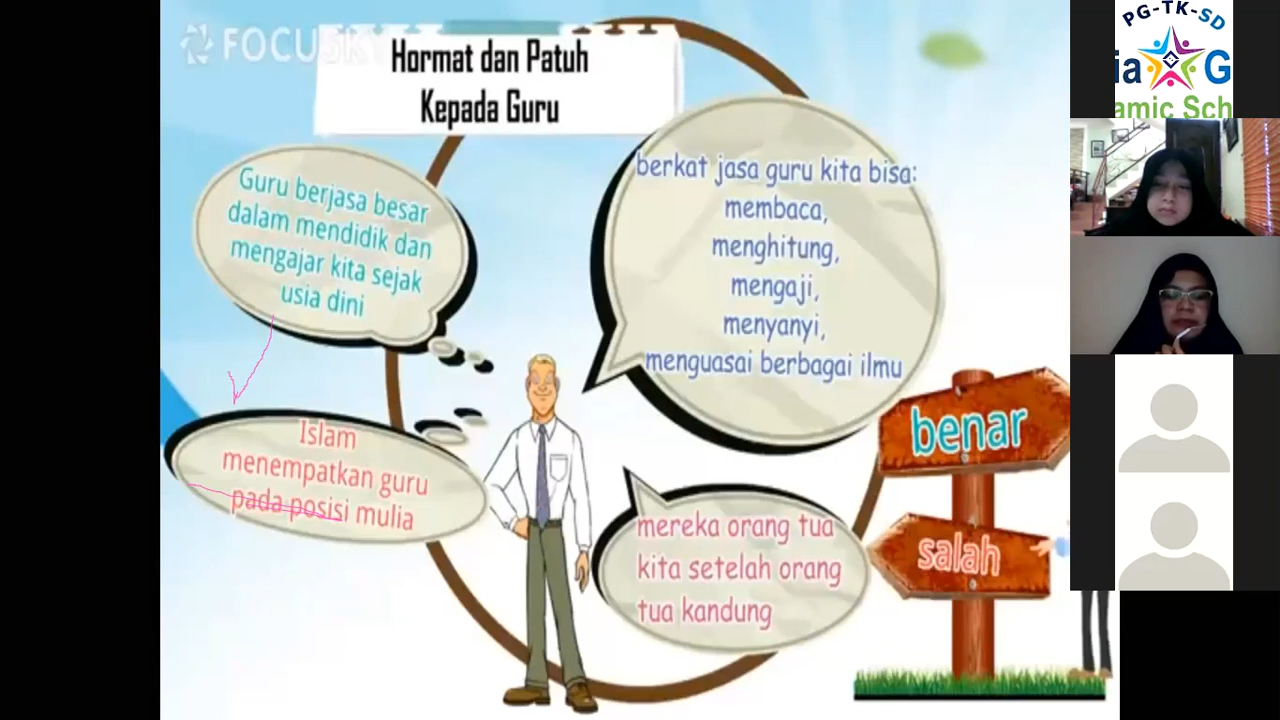 FOCUSKY
Hormat dan Patuh
Kepada Guru
Guru berjasa besar
dalam mendidik dan
mengajar kita sejak
usia dini
berkat jasa guru kita bisa:
membaca,
menghitung,
mengaji,
menyanyi,
menguasai berbagai ilmu
Islam
menempatkan guru
pada posisi mulia
mereka orang tua
kita setelah orang
tua kandung
benar
salah
PG-TK-SD
ia G
amic Sch